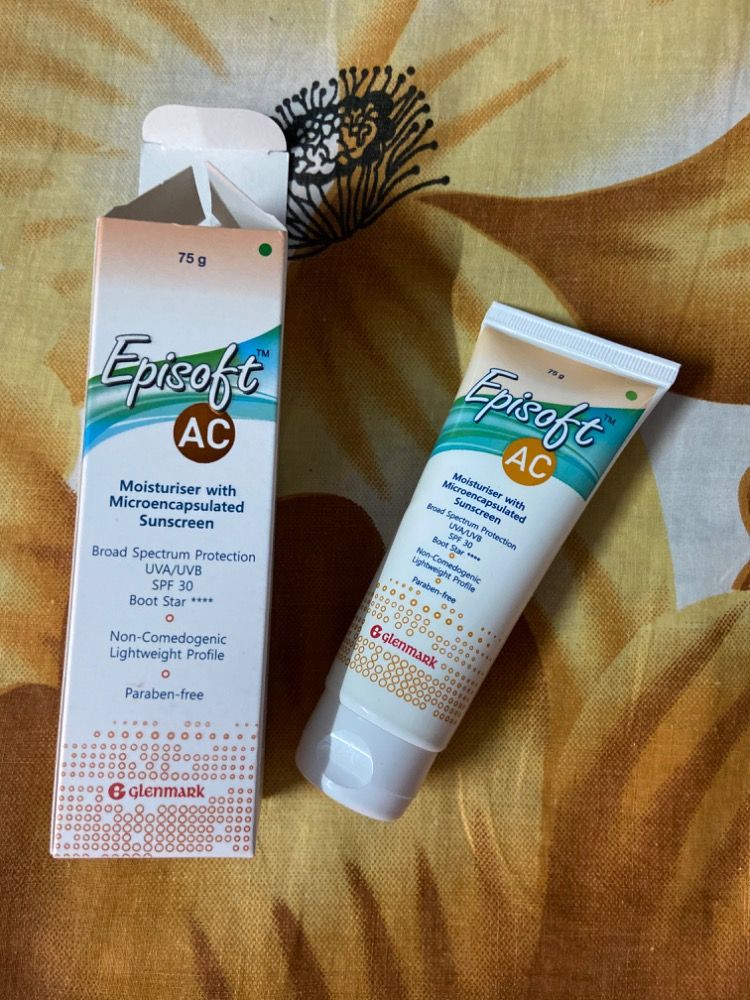 75 g
Episoft™
AC
Moisturiser with
Microencapsulated
Sunscreen
Broad Spectrum Protection
UVA/UVB
SPF 30
Boot Star ****
Non-Comedogenic
Lightweight Profile
Paraben-free
G glenmark
75 g
Episoft™
AC
Moisturiser with
Microencapsulated
Sunscreen
Broad Spectrum Protection
UVA/UVB
SPF 30
Boot Star ****
Non-Comedogenic
Lightweight Profile
Paraben-free
G glenmark